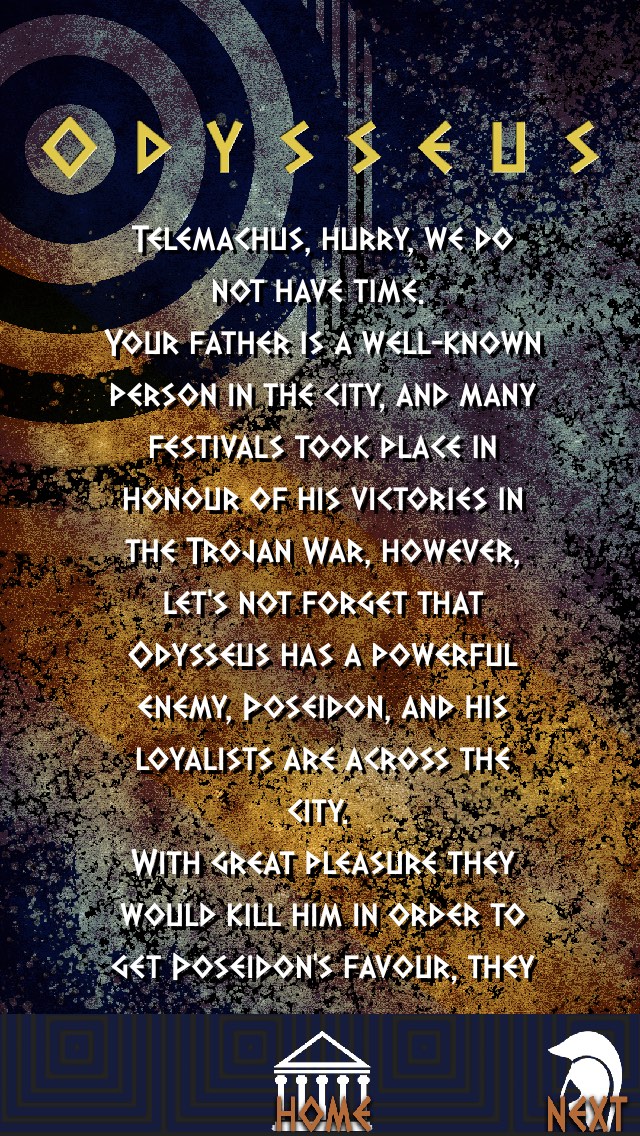 ODYSSEUS
TELEMACHUS, HURRY, WE DO
NOT HAVE TIME.
YOUR FATHER IS A WELL-KNOWN
PERSON IN THE CITY, AND MANY
FESTIVALS TOOK PLACE IN
HONOUR OF HIS VICTORIES IN
THE TROJAN WAR, HOWEVER,
LET'S NOT FORGET THAT
ODYSSEUS HAS A POWERFUL
ENEMY, POSEIDON, AND HIS
LOYALISTS ARE ACROSS THE
CITY.
WITH GREAT PLEASURE THEY
WOULD KILL HIM IN ORDER TO
GET POSEIDON'S FAVOUR, THEY
HOME
NEXT